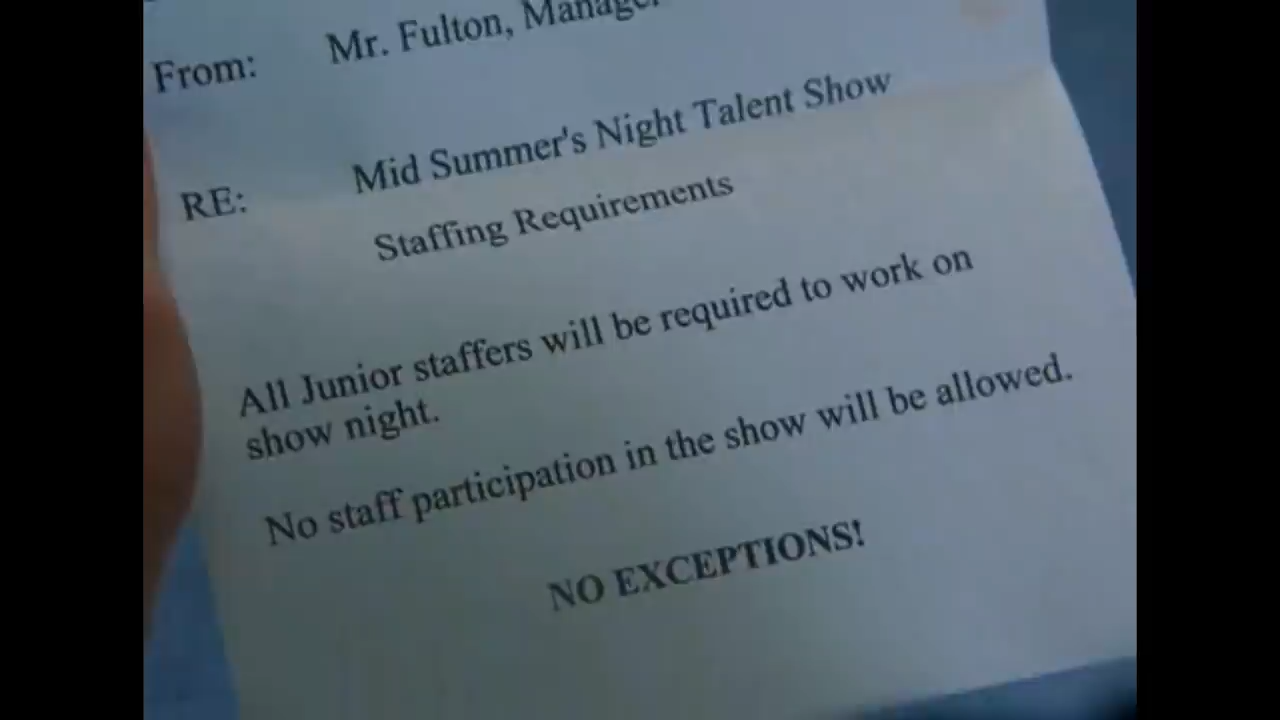 From: Mr. Fulton, Manager
RE: Mid Summer's Night Talent Show
Staffing Requirements
All Junior staffers will be required to work on
show night.
No staff participation in the show will be allowed.
NO EXCEPTIONS!